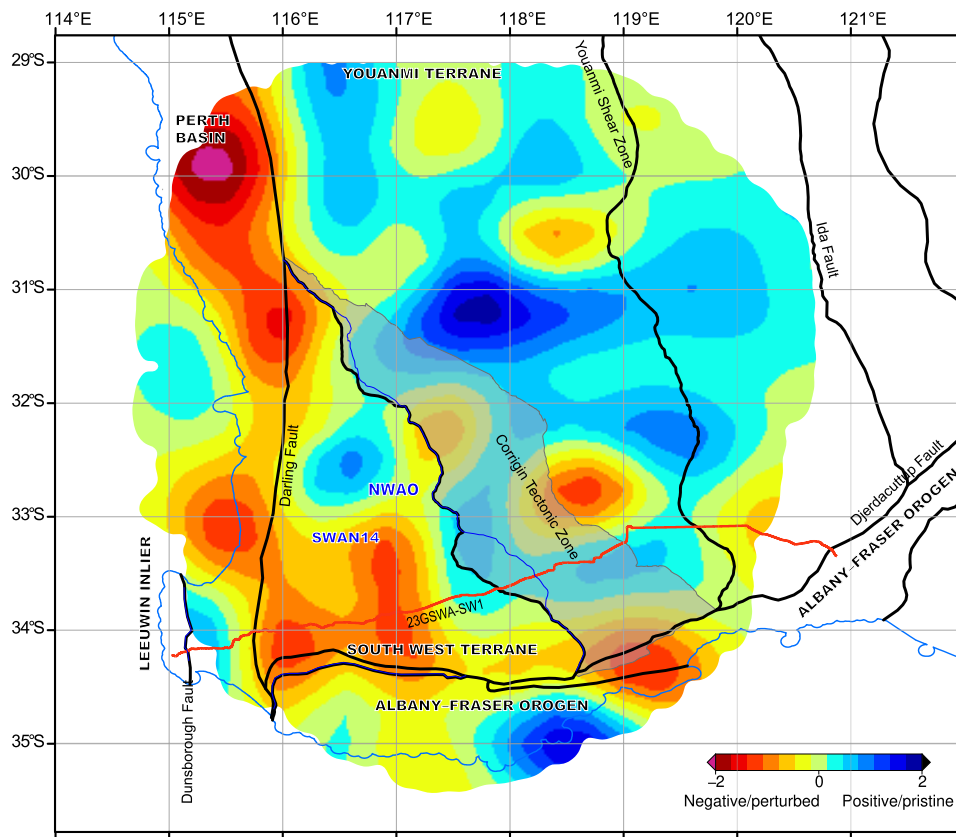 114°E 115°E 116°E 117°E 118°E 119°E 120°E 121°E
29°S
YOUANMI TERRANE
Youanmi Shear Zone
PERTH
BASIN
30°S
Ida Fault
31°S
32°S
Darling Fault
Corrigin Tectonic Zone
NWAO
Djerdacuttup Fault
33°S
SWAN14
ALBANY–FRASER OROGEN
LEEUWIN INLIER
23GSWA-SW1
34°S
SOUTH WEST TERRANE
ALBANY–FRASER OROGEN
Dunsborough Fault
35°S
−2 0 2
Negative/perturbed Positive/pristine